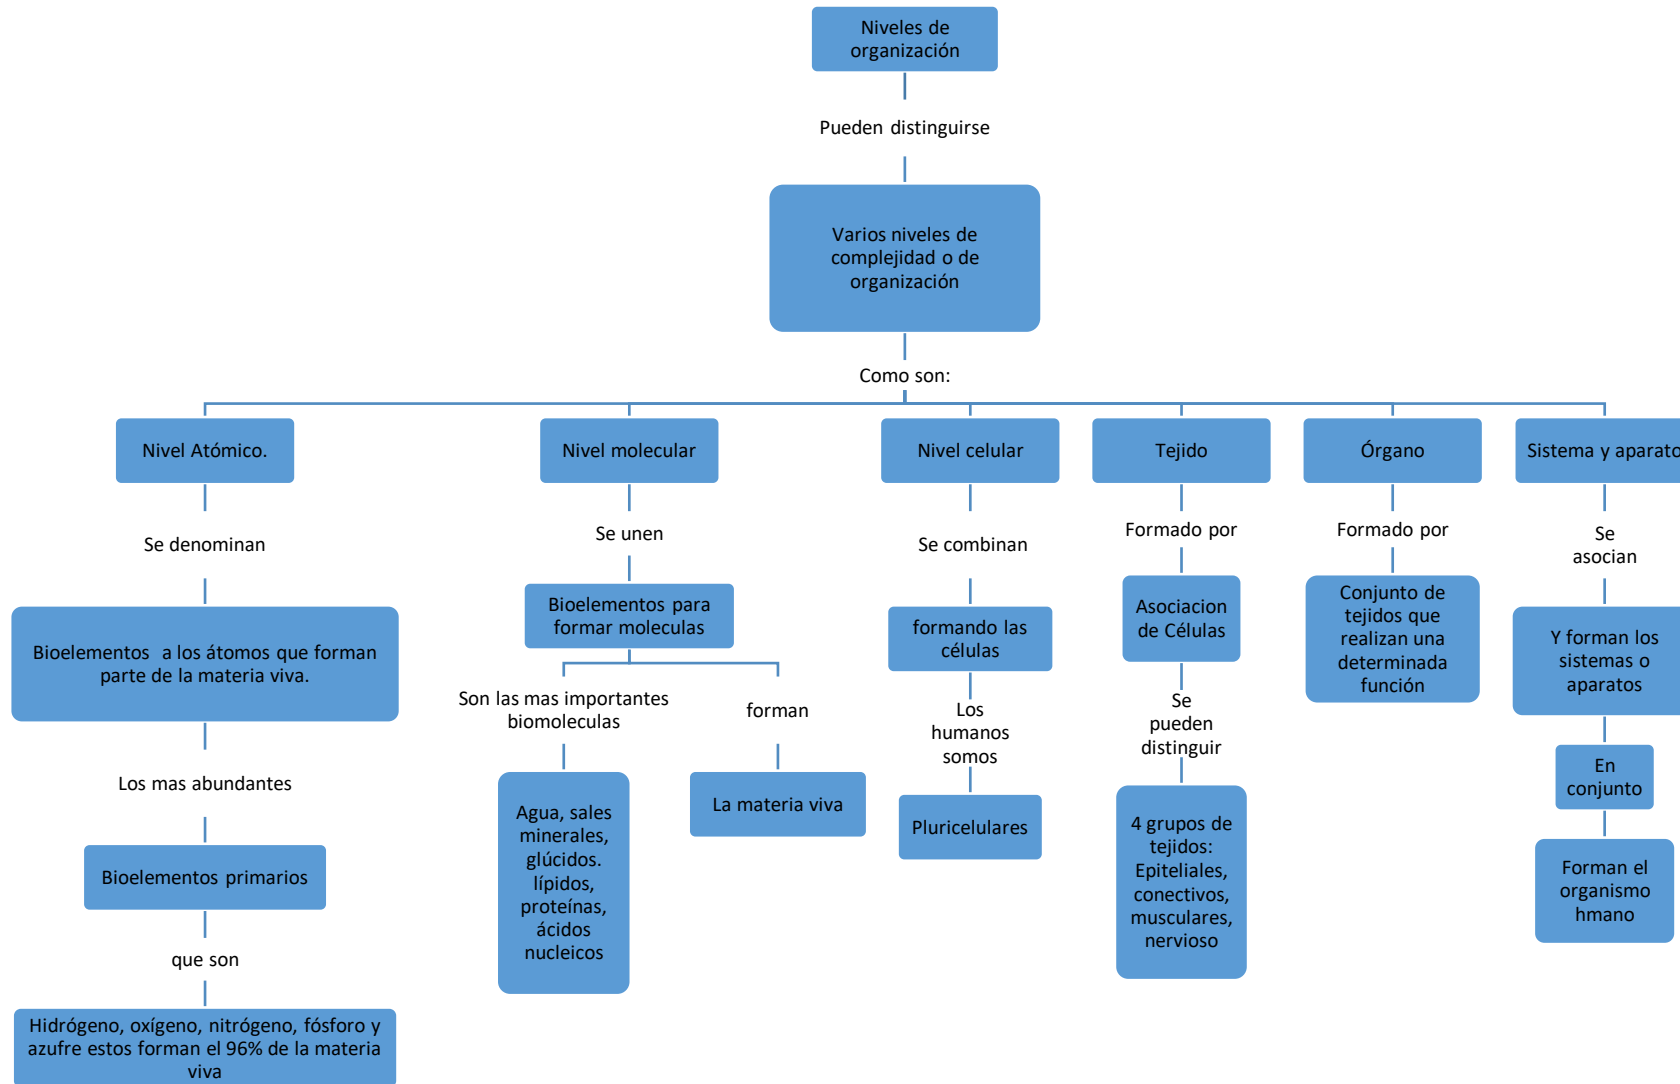 Niveles de
organización
Pueden distinguirse
Varios niveles de
complejidad o de
organización
Como son:
Nivel Atómico.
Se denominan
Bioelementos a los átomos que forman
parte de la materia viva.
Los mas abundantes
Bioelementos primarios
que son
Hidrógeno, oxígeno, nitrógeno, fósforo y
azufre estos forman el 96% de la materia
viva
Nivel molecular
Se unen
Bioelementos para
formar moleculas
Son las mas importantes
biomoleculas
Agua, sales
minerales,
glúcidos.
lípidos,
proteínas,
ácidos
nucleicos
forman
La materia viva
Nivel celular
Se combinan
formando las
células
Los
humanos
somos
Pluricelulares
Tejido
Formado por
Asociacion
de Células
Se
pueden
distinguir
4 grupos de
tejidos:
Epiteliales,
conectivos,
musculares,
nervioso
Órgano
Formado por
Conjunto de
tejidos que
realizan una
determinada
función
Sistema y aparato
Se
asocian
Y forman los
sistemas o
aparatos
En
conjunto
Forman el
organismo
hmano